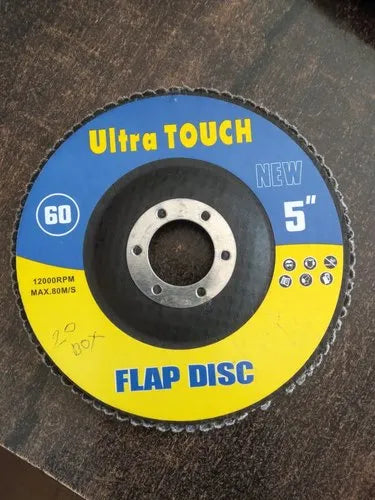 Ultra TOUCH
NEW
60
5"
12000RPM
MAX.80M/S
20
BOX
FLAP DISC